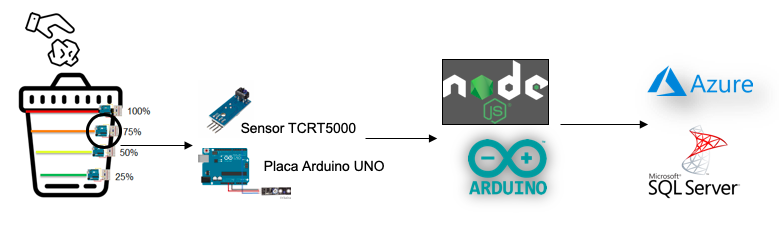 100%
75%
50%
25%
Sensor TCRT5000
Placa Arduino UNO
node
JS
ARDUINO
Azure
Microsoft
SQL Server